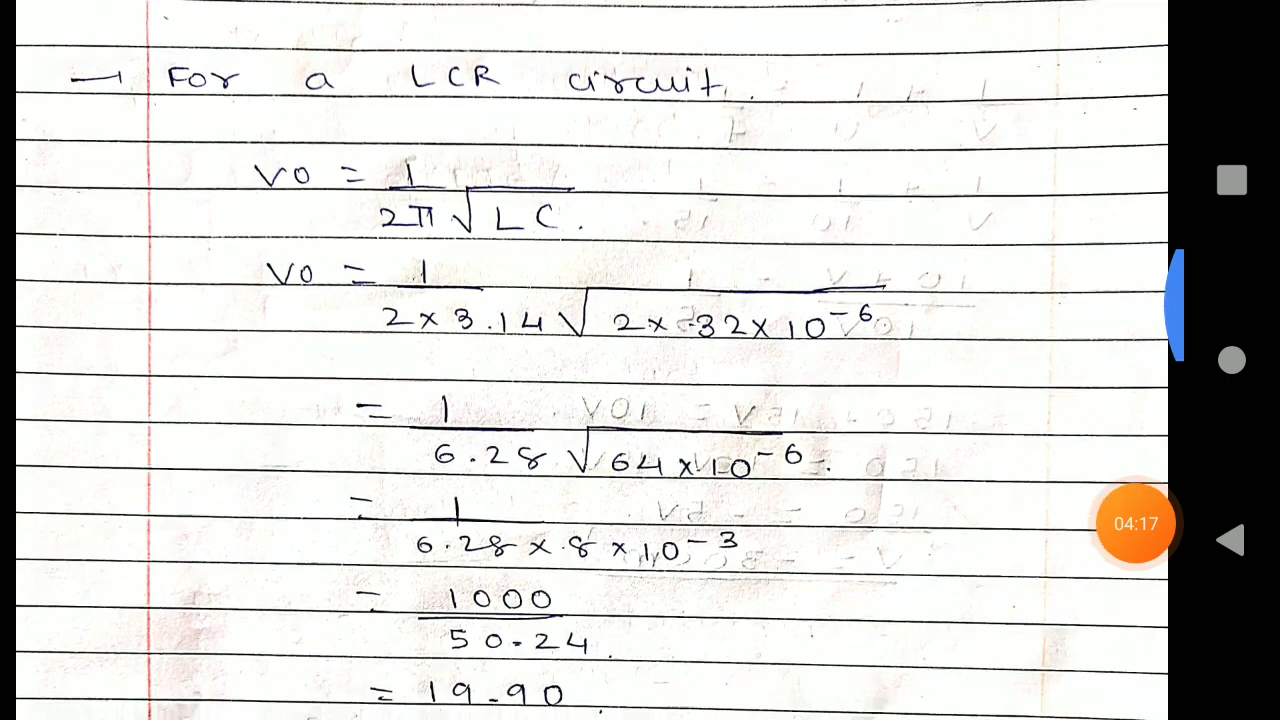 → For a LCR circuit.
V0 = 1 / 2π √LC.
V0 = 1 / 2 × 3.14 √2 × 32 × 10⁻⁶
= 1 / 6.28 √64 × 10⁻⁶.
= 1 / 6.28 × 8 × 10⁻³
= 1000 / 50.24.
= 19.90.
04:17